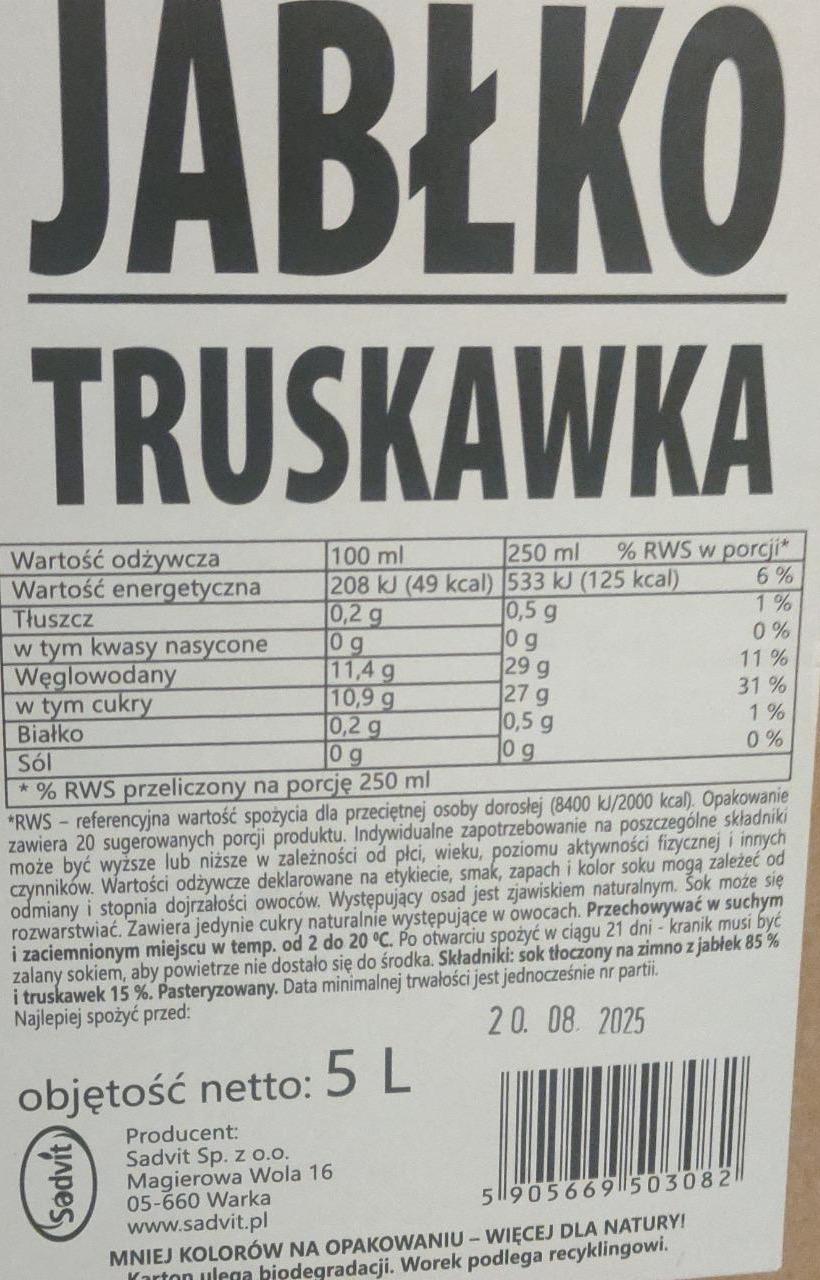 JABŁKO
TRUSKAWKA
Wartość odżywcza 100 ml 250 ml % RWS w porcji*
Wartość energetyczna 208 kJ (49 kcal) 533 kJ (125 kcal) 6 %
Tłuszcz 0,2 g 0,5 g 1 %
w tym kwasy nasycone 0 g 0 g 0 %
Węglowodany 11,4 g 29 g 11 %
w tym cukry 10,9 g 27 g 31 %
Białko 0,2 g 0,5 g 1 %
Sól 0 g 0 g 0 %
* % RWS przeliczony na porcję 250 ml
*RWS – referencyjna wartość spożycia dla przeciętnej osoby dorosłej (8400 kJ/2000 kcal). Opakowanie
zawiera 20 sugerowanych porcji produktu. Indywidualne zapotrzebowanie na poszczególne składniki
może być wyższe lub niższe w zależności od płci, wieku, poziomu aktywności fizycznej i innych
czynników. Wartości odżywcze deklarowane na etykiecie, smak, zapach i kolor soku mogą zależeć od
odmiany i stopnia dojrzałości owoców. Występujący osad jest zjawiskiem naturalnym. Sok może się
rozwarstwiać. Zawiera jedynie cukry naturalnie występujące w owocach. Przechowywać w suchym
i zaciemnionym miejscu w temp. od 2 do 20 ºC. Po otwarciu spożyć w ciągu 21 dni - kranik musi być
zalany sokiem, aby powietrze nie dostało się do środka. Składniki: sok tłoczony na zimno z jabłek 85 %
i truskawek 15 %. Pasteryzowany. Data minimalnej trwałości jest jednocześnie nr partii.
Najlepiej spożyć przed: 20. 08. 2025
objętość netto: 5 L
Sadvit
Producent:
Sadvit Sp. z o.o.
Magierowa Wola 16
05-660 Warka
www.sadvit.pl
5 905669 503082
MNIEJ KOLORÓW NA OPAKOWANIU – WIĘCEJ DLA NATURY!
Karton ulega biodegradacji. Worek podlega recyklingowi.